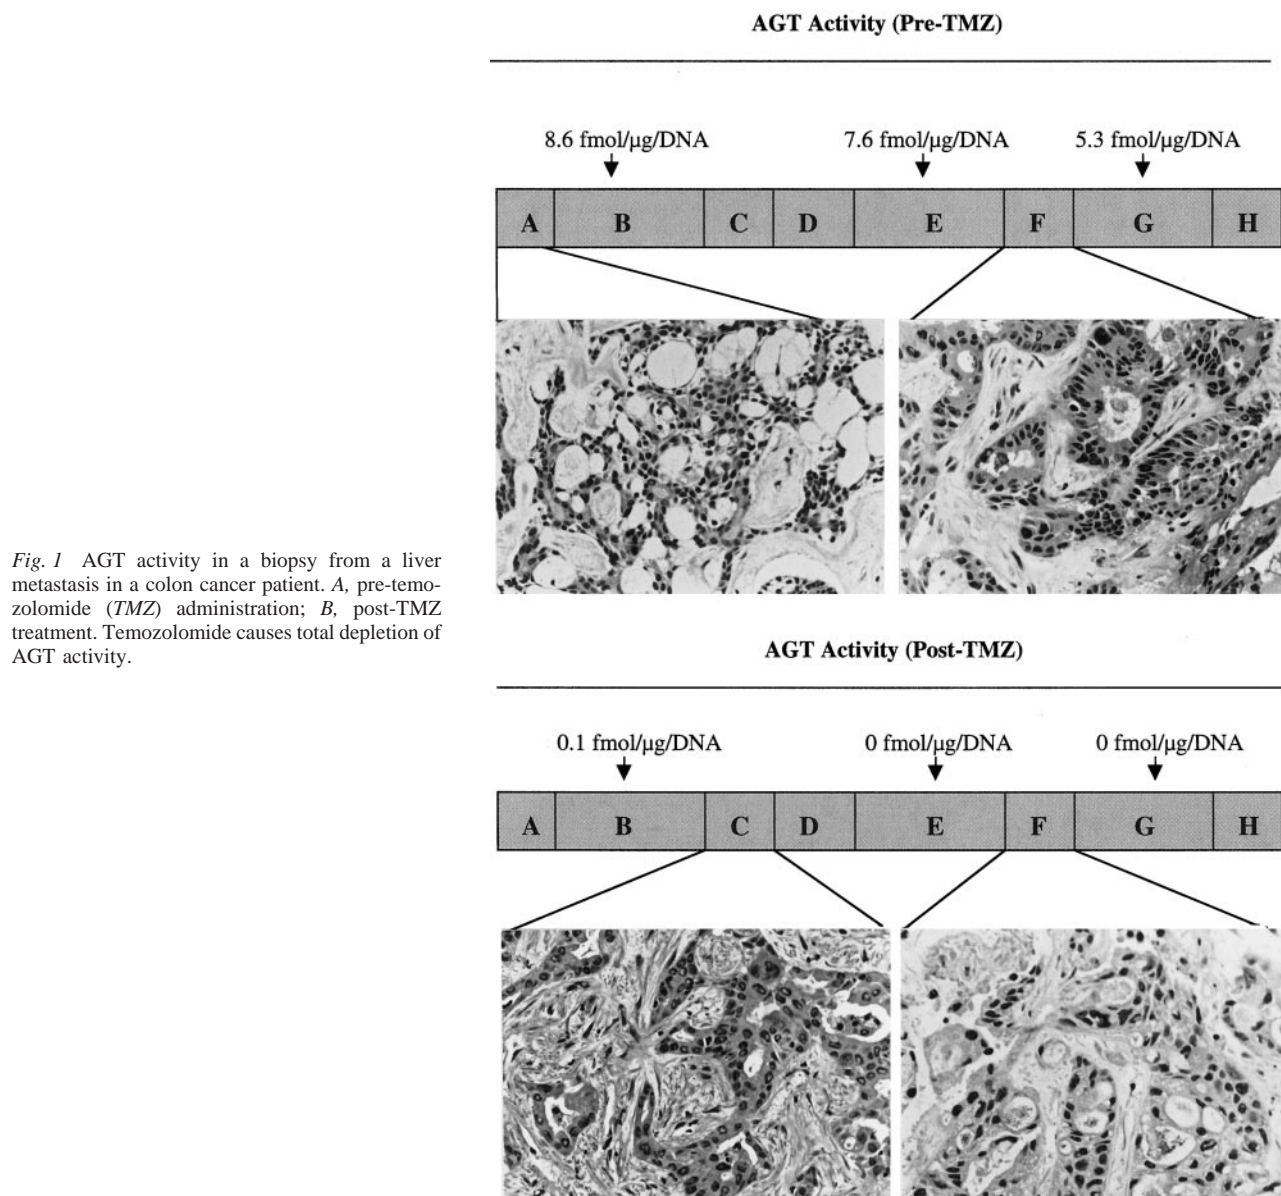 AGT Activity (Pre-TMZ)
8.6 fmol/µg/DNA 7.6 fmol/µg/DNA 5.3 fmol/µg/DNA
A B C D E F G H
Fig. 1 AGT activity in a biopsy from a liver
metastasis in a colon cancer patient. A, pre-temo-
zolomide (TMZ) administration; B, post-TMZ
treatment. Temozolomide causes total depletion of
AGT activity.
AGT Activity (Post-TMZ)
0.1 fmol/µg/DNA 0 fmol/µg/DNA 0 fmol/µg/DNA
A B C D E F G H